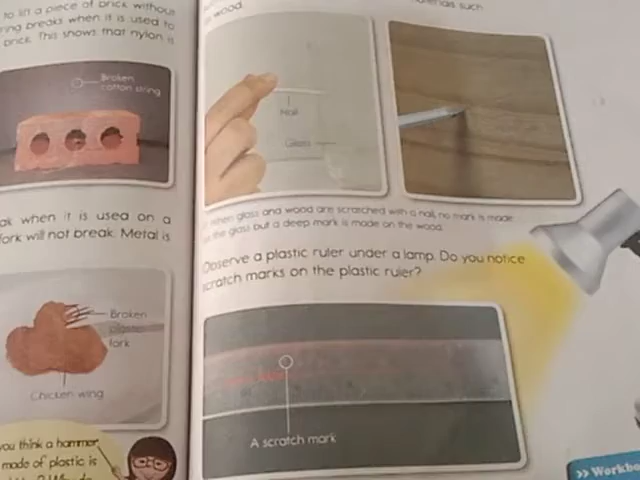 to lift a piece of brick without
ring breaks when it is used to
brick. This shows that nylon is
Broken
cotton string
ak when it is used on a
fork will not break. Metal is
Broken
plastic
fork
Chicken wing
you think a hammer
made of plastic is
such
wood.
Nail
Glass
when glass and wood are scratched with a nail, no mark is made
the glass but a deep mark is made on the wood.
Observe a plastic ruler under a lamp. Do you notice
scratch marks on the plastic ruler?
A scratch mark
>> Workbo